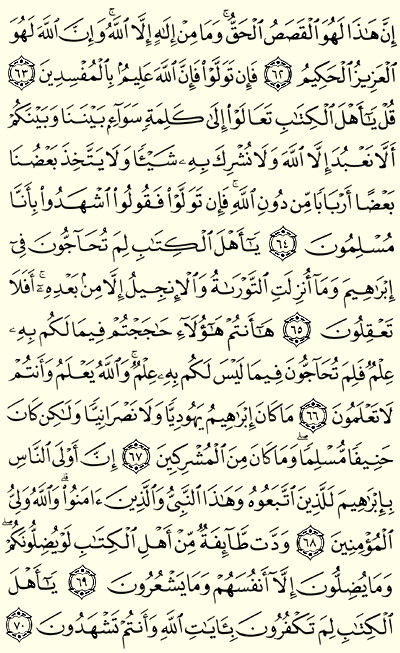 إِنَّ هَٰذَا لَهُوَ ٱلْقَصَصُ ٱلْحَقُّ ۚ وَمَا مِنْ إِلَٰهٍ إِلَّا ٱللَّهُ ۚ وَإِنَّ ٱللَّهَ لَهُوَ
ٱلْعَزِيزُ ٱلْحَكِيمُ ٦٢ فَإِن تَوَلَّوْا۟ فَإِنَّ ٱللَّهَ عَلِيمٌۢ بِٱلْمُفْسِدِينَ ٦٣
قُلْ يَٰٓأَهْلَ ٱلْكِتَٰبِ تَعَالَوْا۟ إِلَىٰ كَلِمَةٍ سَوَآءٍۭ بَيْنَنَا وَبَيْنَكُمْ
أَلَّا نَعْبُدَ إِلَّا ٱللَّهَ وَلَا نُشْرِكَ بِهِۦ شَيْـًٔا وَلَا يَتَّخِذَ بَعْضُنَا
بَعْضًا أَرْبَابًا مِّن دُونِ ٱللَّهِ ۚ فَإِن تَوَلَّوْا۟ فَقُولُوا۟ ٱشْهَدُوا۟ بِأَنَّا
مُسْلِمُونَ ٦٤ يَٰٓأَهْلَ ٱلْكِتَٰبِ لِمَ تُحَآجُّونَ فِىٓ
إِبْرَٰهِيمَ وَمَآ أُنزِلَتِ ٱلتَّوْرَىٰةُ وَٱلْإِنجِيلُ إِلَّا مِنۢ بَعْدِهِۦٓ ۚ أَفَلَا
تَعْقِلُونَ ٦٥ هَٰٓأَنتُمْ هَٰٓؤُلَآءِ حَٰجَجْتُمْ فِيمَا لَكُم بِهِۦ
عِلْمٌ فَلِمَ تُحَآجُّونَ فِيمَا لَيْسَ لَكُم بِهِۦ عِلْمٌ ۚ وَٱللَّهُ يَعْلَمُ وَأَنتُمْ
لَا تَعْلَمُونَ ٦٦ مَا كَانَ إِبْرَٰهِيمُ يَهُودِيًّا وَلَا نَصْرَانِيًّا وَلَٰكِن كَانَ
حَنِيفًا مُّسْلِمًا وَمَا كَانَ مِنَ ٱلْمُشْرِكِينَ ٦٧ إِنَّ أَوْلَى ٱلنَّاسِ
بِإِبْرَٰهِيمَ لَلَّذِينَ ٱتَّبَعُوهُ وَهَٰذَا ٱلنَّبِىُّ وَٱلَّذِينَ ءَامَنُوا۟ ۗ وَٱللَّهُ وَلِىُّ
ٱلْمُؤْمِنِينَ ٦٨ وَدَّت طَّآئِفَةٌ مِّنْ أَهْلِ ٱلْكِتَٰبِ لَوْ يُضِلُّونَكُمْ
وَمَا يُضِلُّونَ إِلَّآ أَنفُسَهُمْ وَمَا يَشْعُرُونَ ٦٩ يَٰٓأَهْلَ
ٱلْكِتَٰبِ لِمَ تَكْفُرُونَ بِـَٔايَٰتِ ٱللَّهِ وَأَنتُمْ تَشْهَدُونَ ٧٠